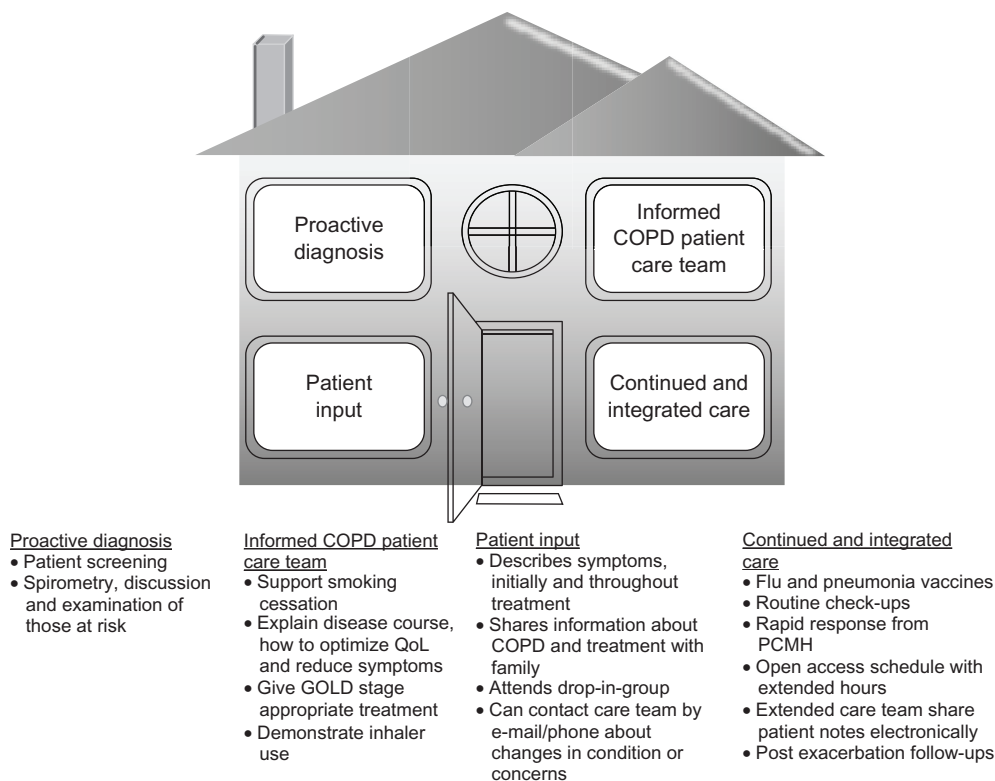 Proactive
diagnosis
Informed
COPD patient
care team
Patient
input
Continued and
integrated care
Proactive diagnosis
• Patient screening
• Spirometry, discussion
and examination of
those at risk
Informed COPD patient
care team
• Support smoking
cessation
• Explain disease course,
how to optimize QoL
and reduce symptoms
• Give GOLD stage
appropriate treatment
• Demonstrate inhaler
use
Patient input
• Describes symptoms,
initially and throughout
treatment
• Shares information about
COPD and treatment with
family
• Attends drop-in-group
• Can contact care team by
e-mail/phone about
changes in condition or
concerns
Continued and integrated
care
• Flu and pneumonia vaccines
• Routine check-ups
• Rapid response from
PCMH
• Open access schedule with
extended hours
• Extended care team share
patient notes electronically
• Post exacerbation follow-ups